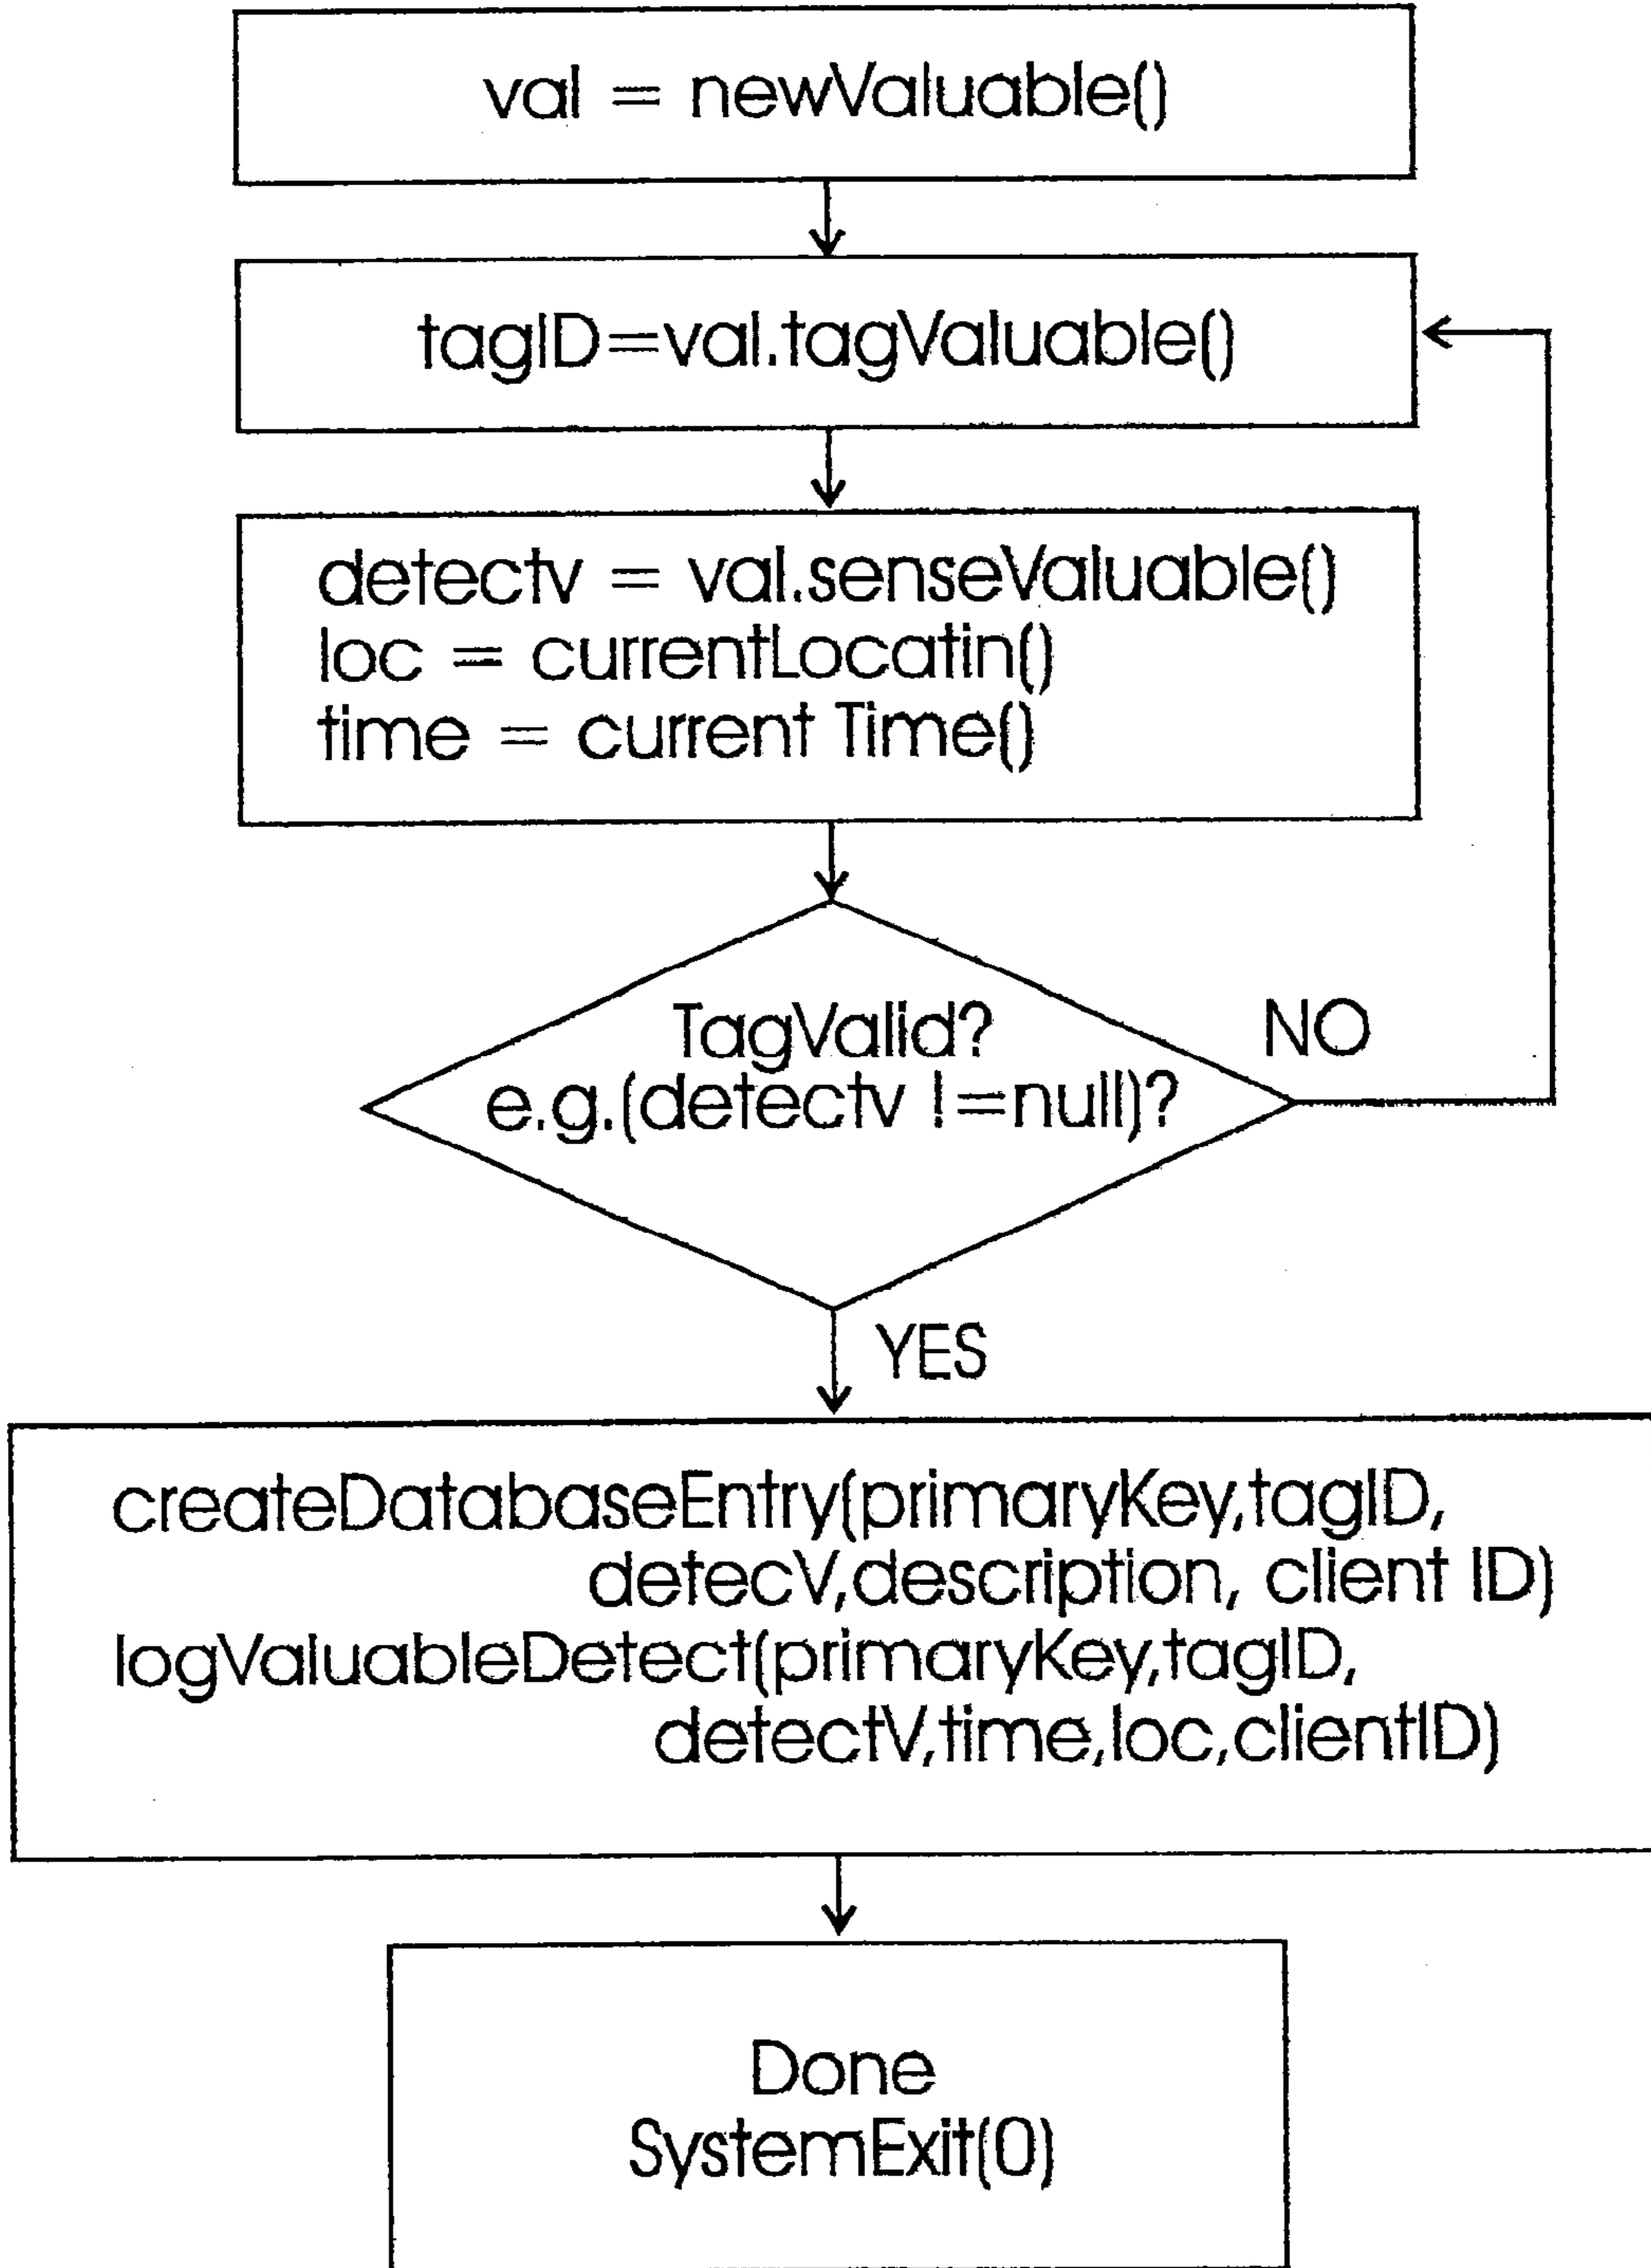 val = newValuable()
tagID=val.tagValuable()
detectv = val.senseValuable()
loc = currentLocatin()
time = current Time()
TagValid?
e.g.(detectv !=null)?
NO
YES
createDatabaseEntry(primaryKey,tagID,
detecV,description, client ID)
logValuableDetect(primaryKey,tagID,
detectV,time,loc,clientID)
Done
SystemExit(0)